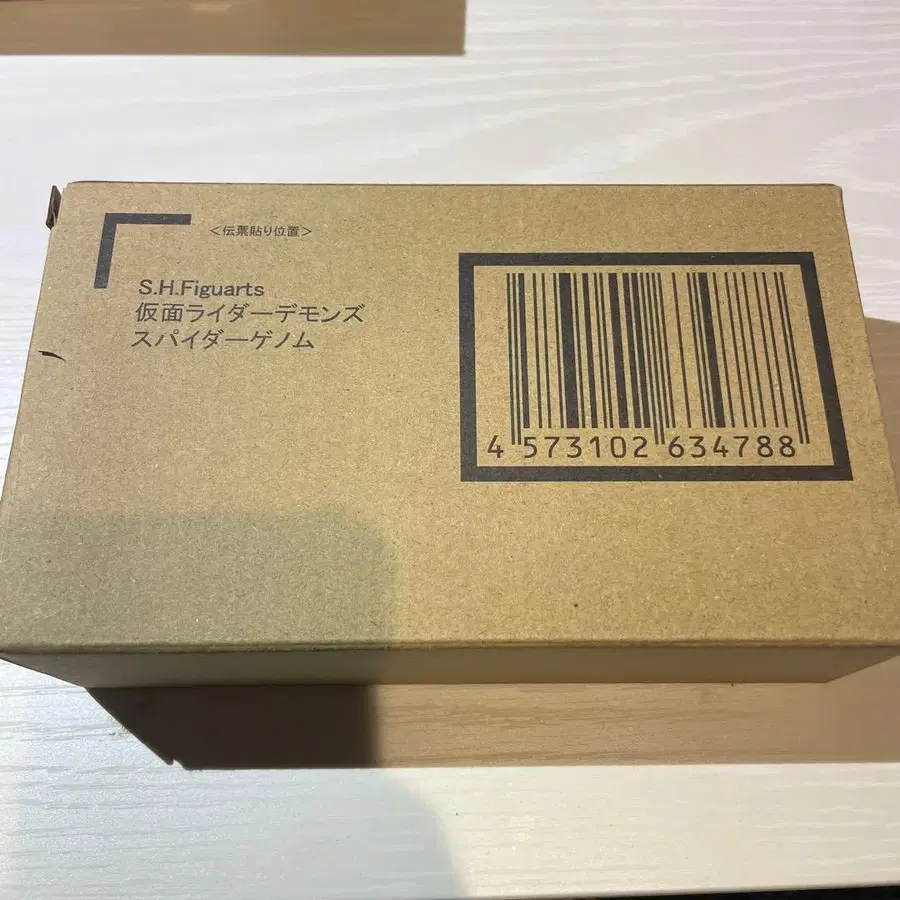 <伝票貼り位置>
S.H.Figuarts
仮面ライダーデモンズ
スパイダーゲノム
4 573102 634788